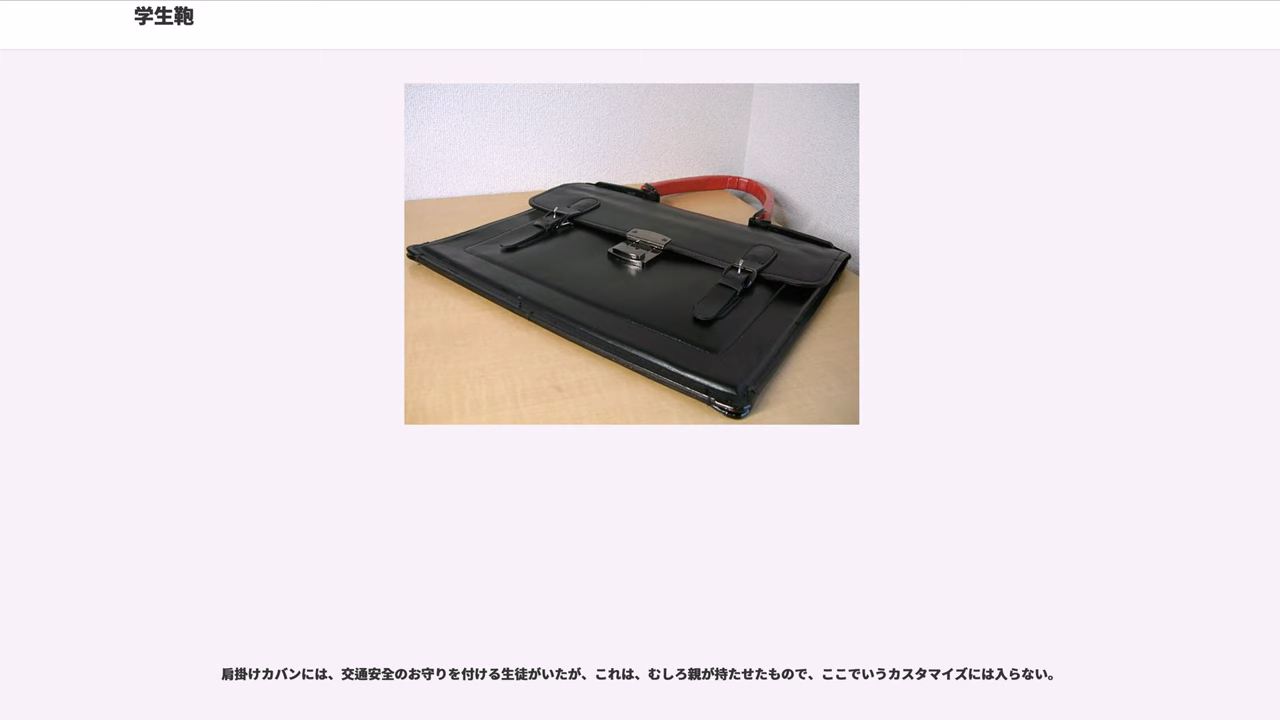 学生鞄
肩掛けカバンには、交通安全のお守りを付ける生徒がいたが、これは、むしろ親が持たせたもので、ここでいうカスタマイズには入らない。